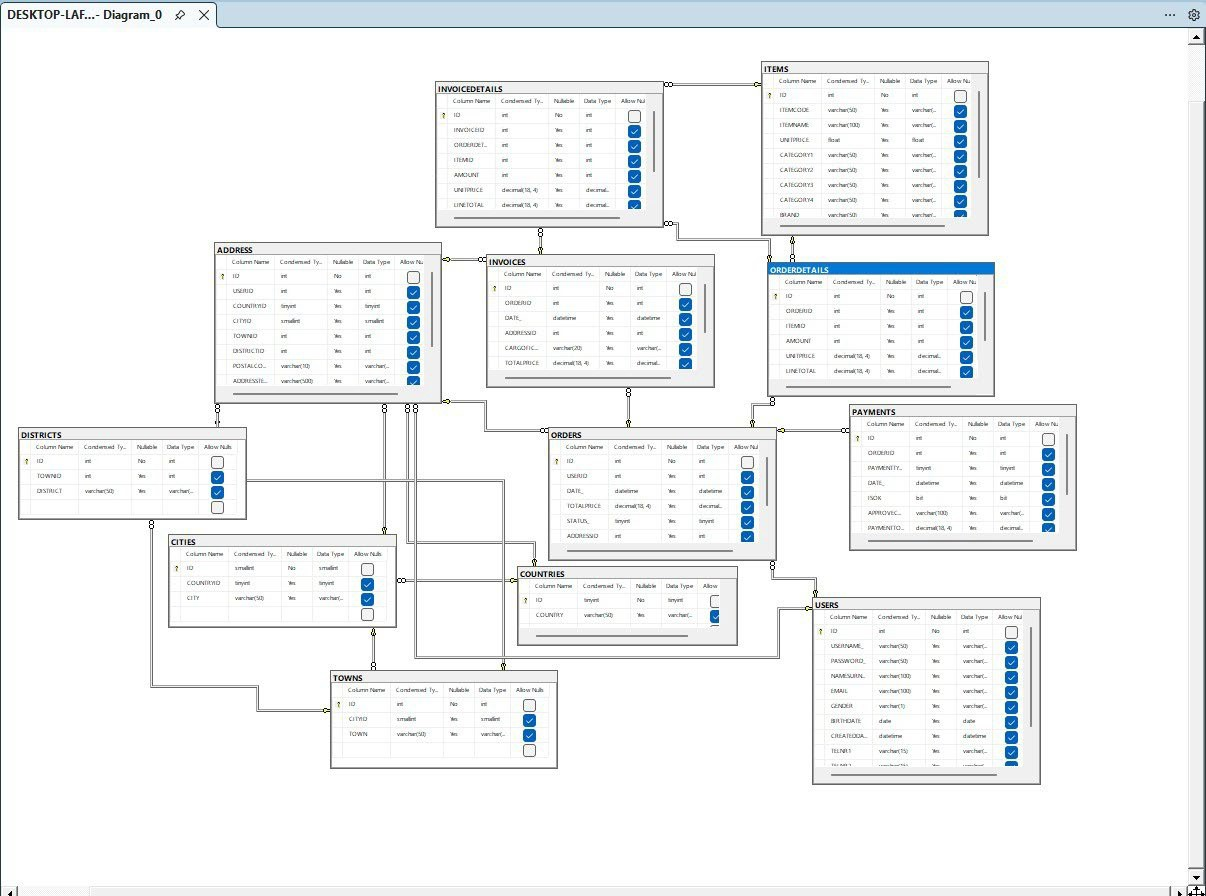 DESKTOP-LAF...- Diagram_0
ITEMS
Column Name Condensed Ty... Nullable Data Type Allow Nu
ID int No int
ITEMCODE varchar(50) Yes varchar(...
ITEMNAME varchar(100) Yes varchar(...
UNITPRICE float Yes float
CATEGORY1 varchar(50) Yes varchar(...
CATEGORY2 varchar(50) Yes varchar(...
CATEGORY3 varchar(50) Yes varchar(...
CATEGORY4 varchar(50) Yes varchar(...
BRAND varchar(50) Yes varchar(...
INVOICEDETAILS
Column Name Condensed Ty... Nullable Data Type Allow Nul
ID int No int
INVOICEID int Yes int
ORDERDET... int Yes int
ITEMID int Yes int
AMOUNT int Yes int
UNITPRICE decimal(18, 4) Yes decimal...
LINETOTAL decimal(18, 4) Yes decimal...
ADDRESS
Column Name Condensed Ty... Nullable Data Type Allow Nu
ID int No int
USERID int Yes int
COUNTRYID tinyint Yes tinyint
CITYID smallint Yes smallint
TOWNID int Yes int
DISTRICTID int Yes int
POSTALCO... varchar(10) Yes varchar(...
ADDRESSTE... varchar(500) Yes varchar(...
INVOICES
Column Name Condensed Ty... Nullable Data Type Allow Nul
ID int No int
ORDERID int Yes int
DATE_ datetime Yes datetime
ADDRESSID int Yes int
CARGOFIC... varchar(20) Yes varchar(...
TOTALPRICE decimal(18, 4) Yes decimal...
ORDERDETAILS
Column Name Condensed Ty... Nullable Data Type Allow Nu
ID int No int
ORDERID int Yes int
ITEMID int Yes int
AMOUNT int Yes int
UNITPRICE decimal(18, 4) Yes decimal...
LINETOTAL decimal(18, 4) Yes decimal...
PAYMENTS
Column Name Condensed Ty... Nullable Data Type Allow Nu
ID int No int
ORDERID int Yes int
PAYMENTTY... tinyint Yes tinyint
DATE_ datetime Yes datetime
ISOK bit Yes bit
APPROVEC... varchar(100) Yes varchar(...
PAYMENTTO... decimal(18, 4) Yes decimal...
DISTRICTS
Column Name Condensed Ty... Nullable Data Type Allow Nulls
ID int No int
TOWNID int Yes int
DISTRICT varchar(50) Yes varchar(...
ORDERS
Column Name Condensed Ty... Nullable Data Type Allow Nul
ID int No int
USERID int Yes int
DATE_ datetime Yes datetime
TOTALPRICE decimal(18, 4) Yes decimal...
STATUS_ tinyint Yes tinyint
ADDRESSID int Yes int
CITIES
Column Name Condensed Ty... Nullable Data Type Allow Nulls
ID smallint No smallint
COUNTRYID tinyint Yes tinyint
CITY varchar(50) Yes varchar(...
COUNTRIES
Column Name Condensed Ty... Nullable Data Type Allow
ID tinyint No tinyint
COUNTRY varchar(50) Yes varchar(...
USERS
Column Name Condensed Ty... Nullable Data Type Allow Nul
ID int No int
USERNAME_ varchar(50) Yes varchar(...
PASSWORD_ varchar(50) Yes varchar(...
NAMESURN... varchar(100) Yes varchar(...
EMAIL varchar(100) Yes varchar(...
GENDER varchar(1) Yes varchar(...
BIRTHDATE date Yes date
CREATEDDA... datetime Yes datetime
TELNR1 varchar(15) Yes varchar(...
TELNR2 varchar(15) Yes varchar(...
TOWNS
Column Name Condensed Ty... Nullable Data Type Allow Nulls
ID int No int
CITYID smallint Yes smallint
TOWN varchar(50) Yes varchar(...